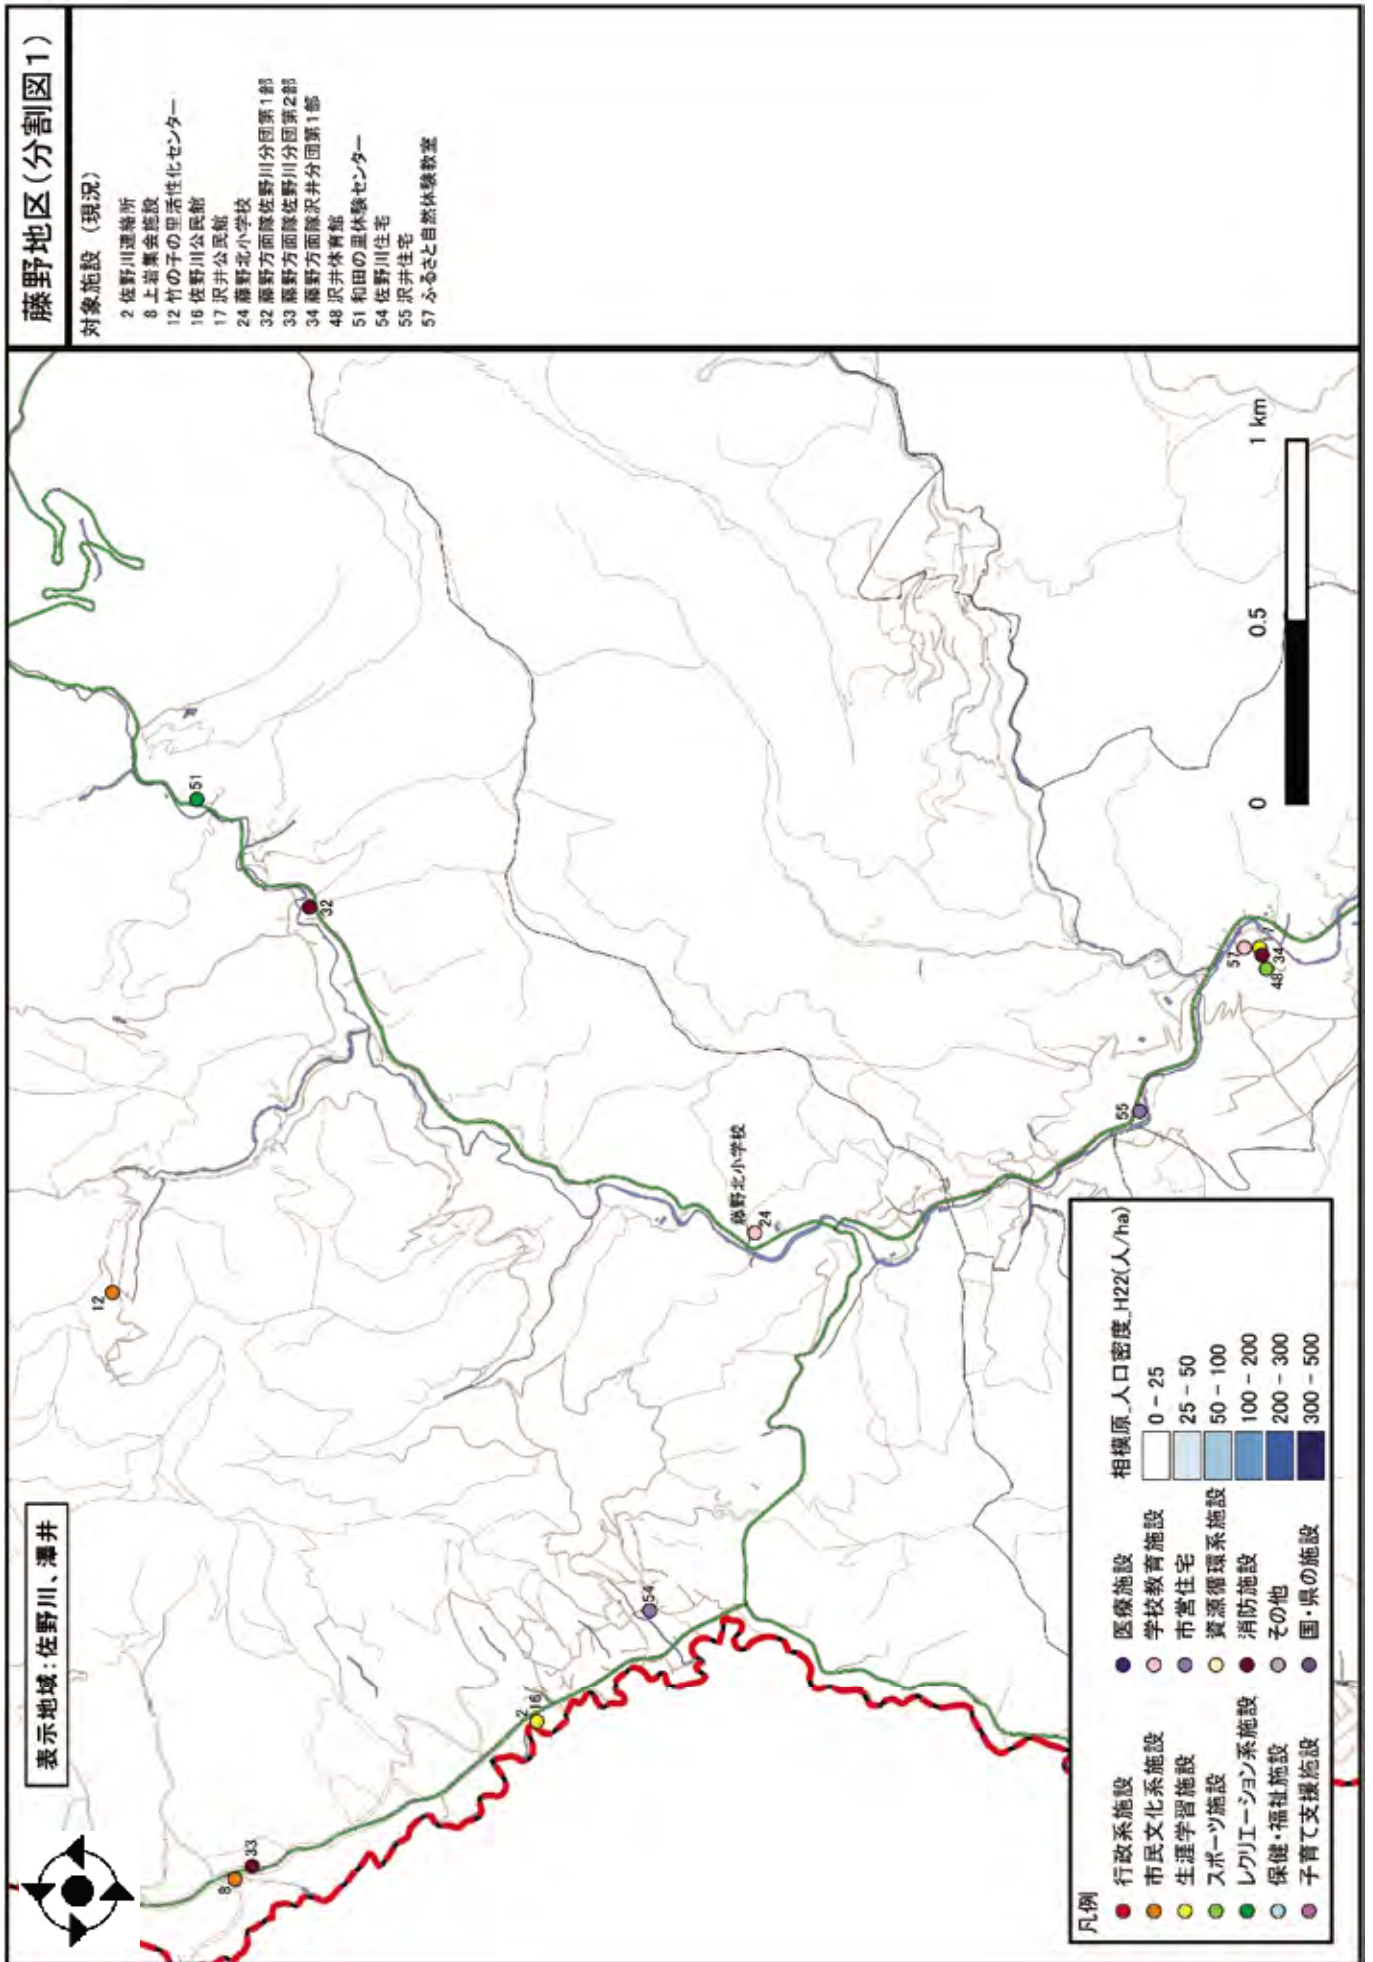 藤野地区(分割図1)
対象施設 (現況)
2 佐野川連絡所
8 上岩集会施設
12 竹の子の里活性化センター
16 佐野川公民館
17 沢井公民館
24 藤野北小学校
32 藤野方面隊佐野川分団第1部
33 藤野方面隊佐野川分団第2部
34 藤野方面隊沢井分団第1部
48 沢井体育館
51 和田の里体験センター
54 佐野川住宅
55 沢井住宅
57 ふるさと自然体験教室
表示地域:佐野川、澤井
8
33
2
16
54
12
藤野北小学校
24
32
51
55
57
34
48
0
0.5
1 km
凡例
行政系施設
市民文化系施設
生涯学習施設
スポーツ施設
レクリエーション系施設
保健・福祉施設
子育て支援施設
医療施設
学校教育施設
市営住宅
資源循環系施設
消防施設
その他
国・県の施設
相模原_人口密度_H22(人/ha)
0 - 25
25 - 50
50 - 100
100 - 200
200 - 300
300 - 500